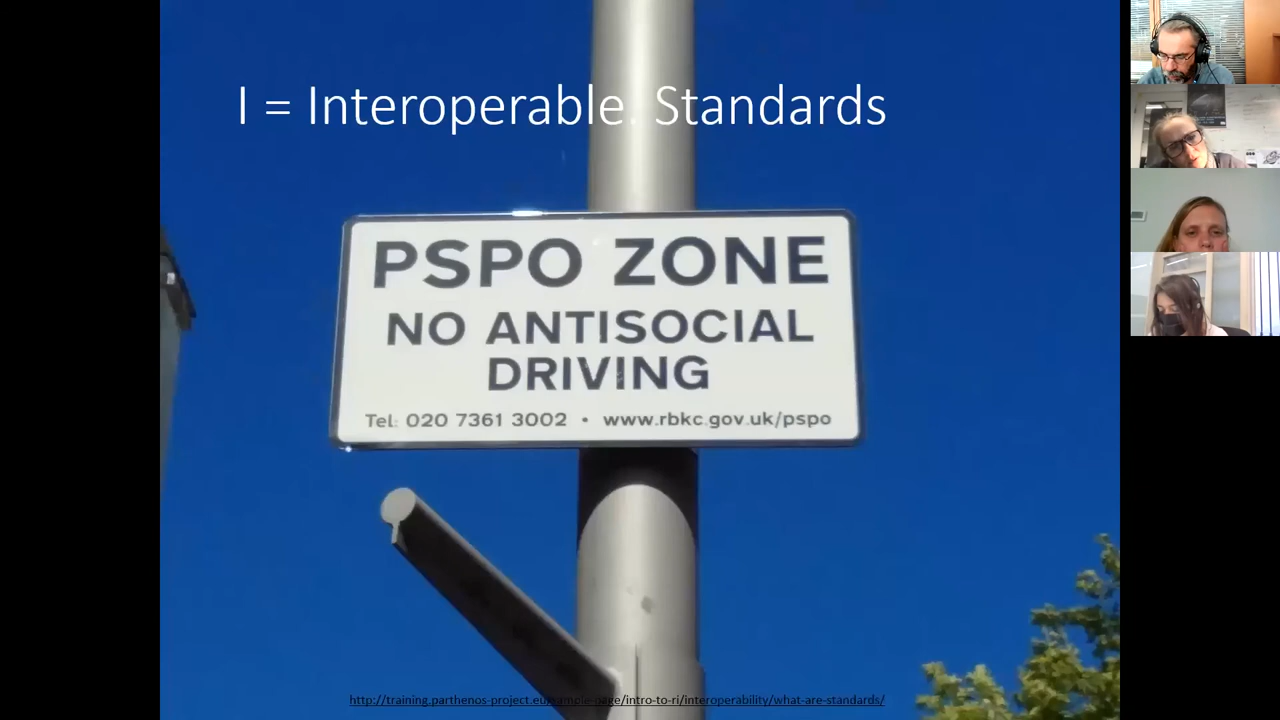 I = Interoperable. Standards
PSPO ZONE
NO ANTISOCIAL
DRIVING
Tel: 020 7361 3002 • www.rbkc.gov.uk/pspo
http://training.parthenos-project.eu/sample-page/intro-to-ri/interoperability/what-are-standards/